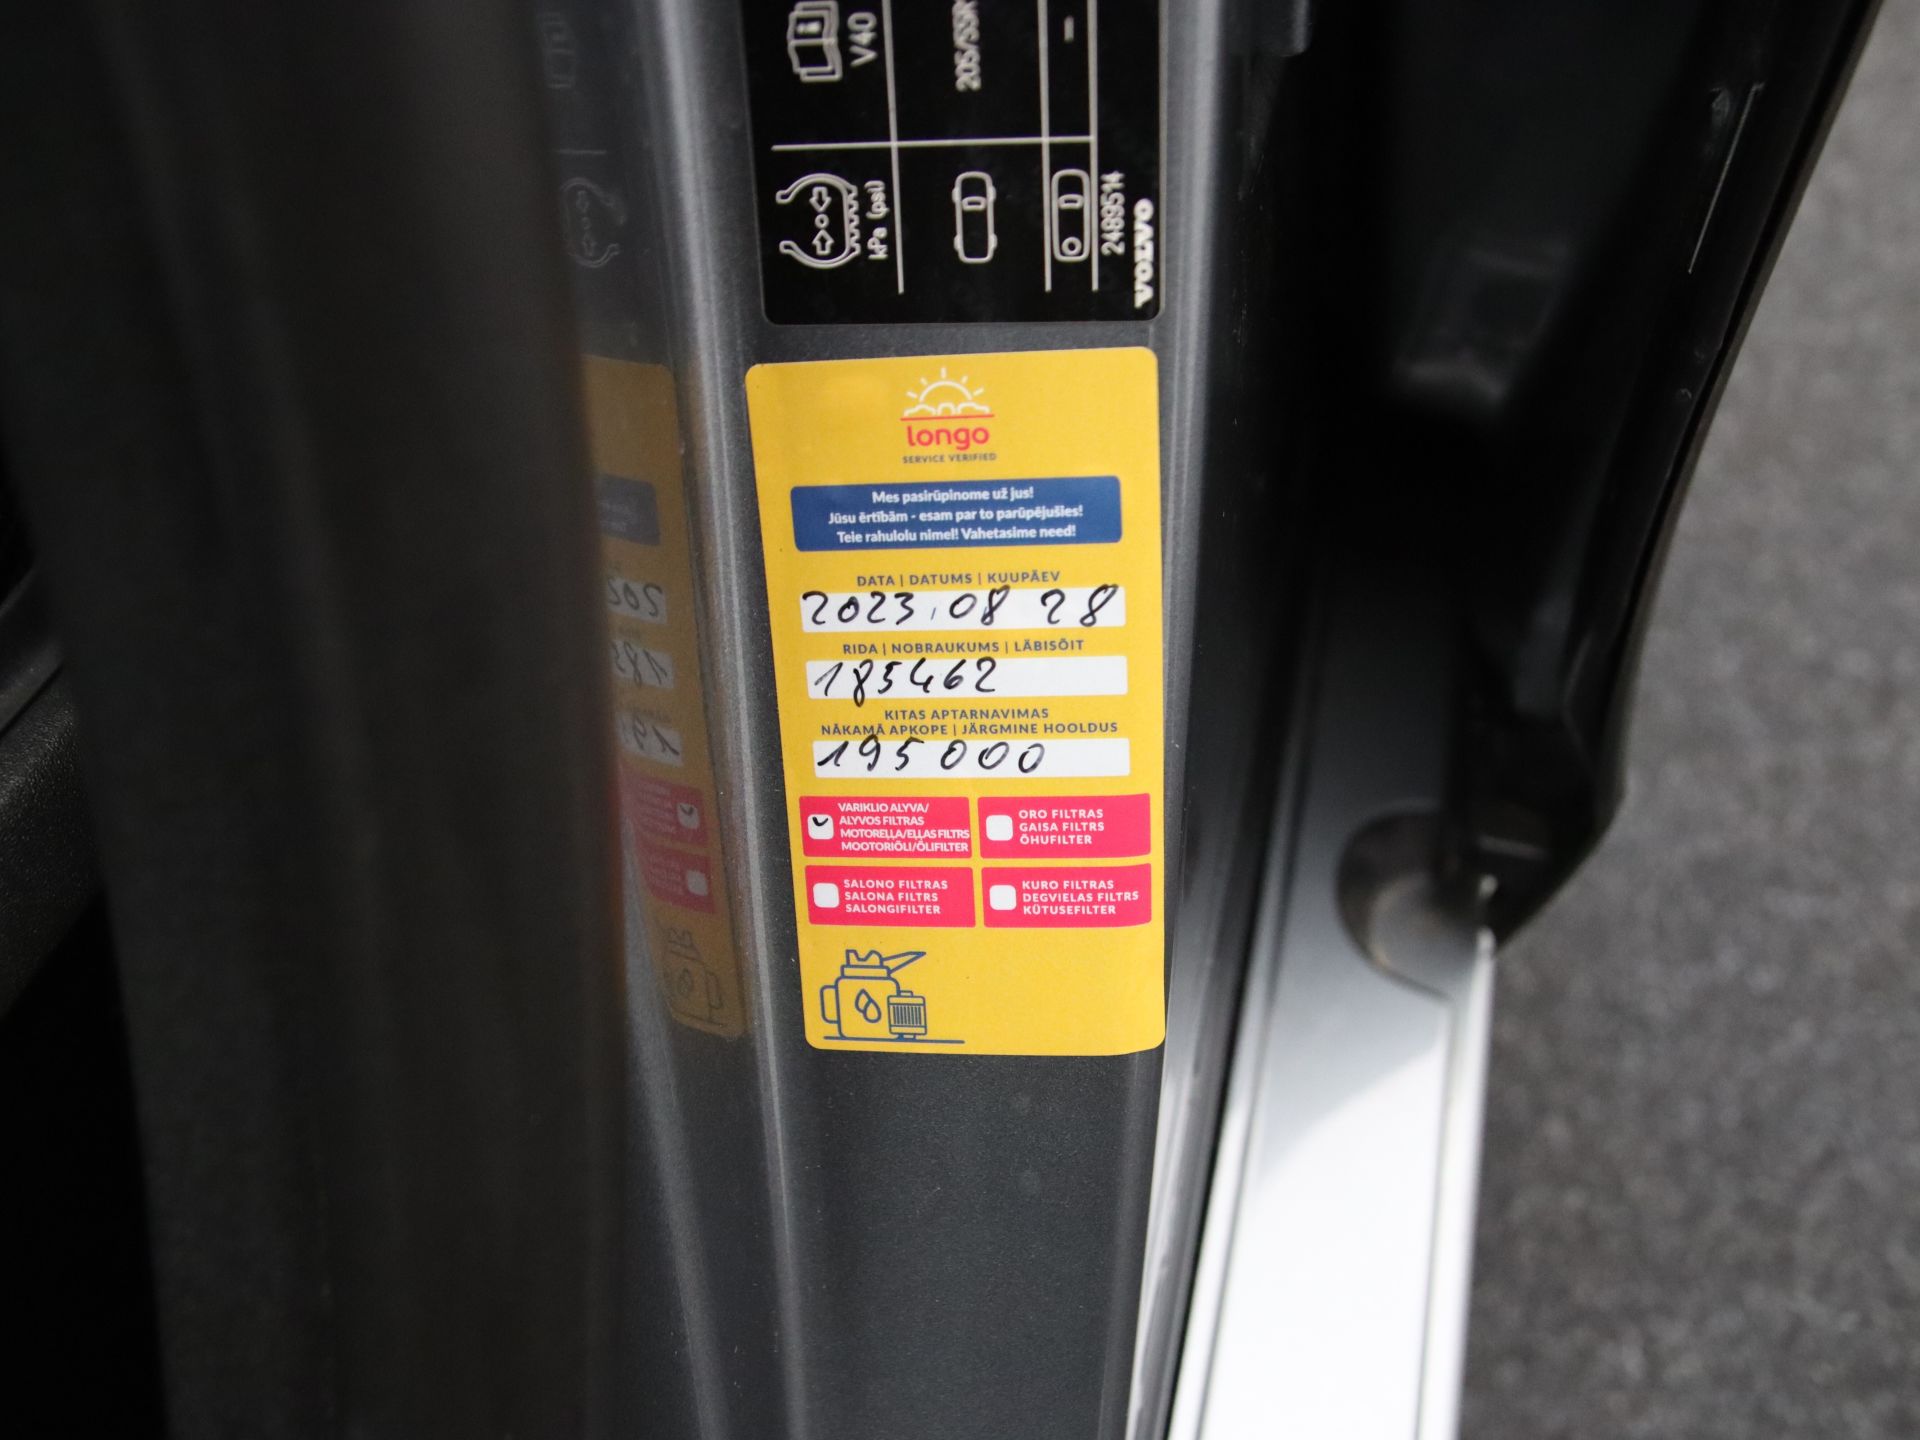 V40
205/55R
-
kPa (psi)
2489514
VOLVO
longo
SERVICE VERIFIED
Mes pasirūpinome už jus!
Jūsu ērtībām - esam par to parūpējušies!
Teie rahulolu nimel! Vahetasime need!
DATA | DATUMS | KUUPÄEV
2023.08 28
RIDA | NOBRAUKUMS | LÄBISÕIT
185462
KITAS APTARNAVIMAS
NĀKAMĀ APKOPE | JÄRGMINE HOOLDUS
195000
VARIKLIO ALYVA/
ALYVOS FILTRAS
MOTOREĻĻA/EĻĻAS FILTRS
MOOTORIÕLI/ÕLIFILTER
ORO FILTRAS
GAISA FILTRS
ÕHUFILTER
SALONO FILTRAS
SALONA FILTRS
SALONGIFILTER
KURO FILTRAS
DEGVIELAS FILTRS
KÜTUSEFILTER